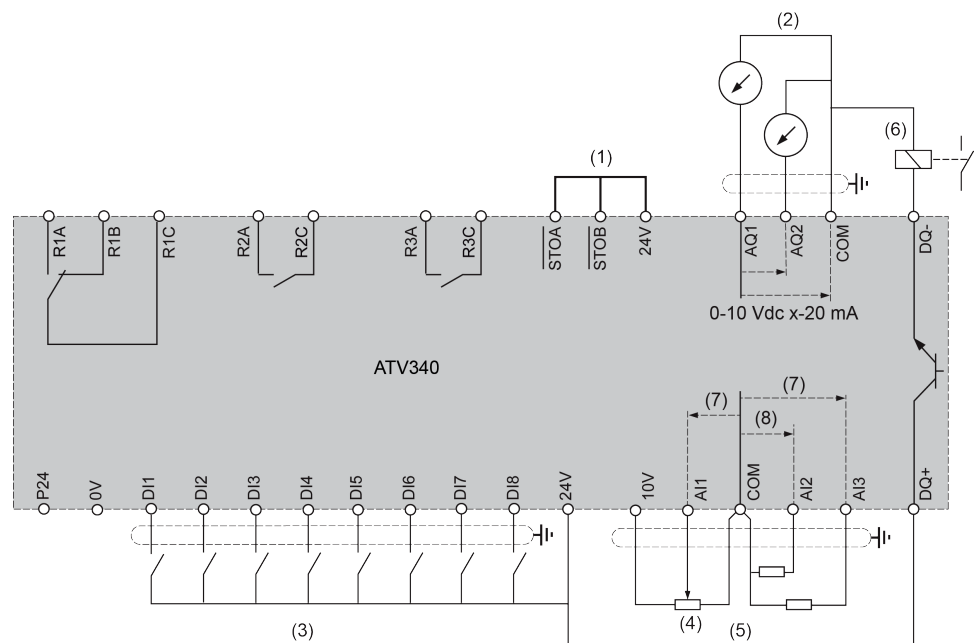 (2)
(6)
(1)
R1A
R1B
R1C
R2A
R2C
R3A
R3C
STOA
STOB
24V
AQ1
AQ2
COM
DQ-
0-10 Vdc x-20 mA
ATV340
(7)
(7)
(8)
P24
0V
DI1
DI2
DI3
DI4
DI5
DI6
DI7
DI8
24V
10V
AI1
COM
AI2
AI3
DQ+
(3)
(4)
(5)